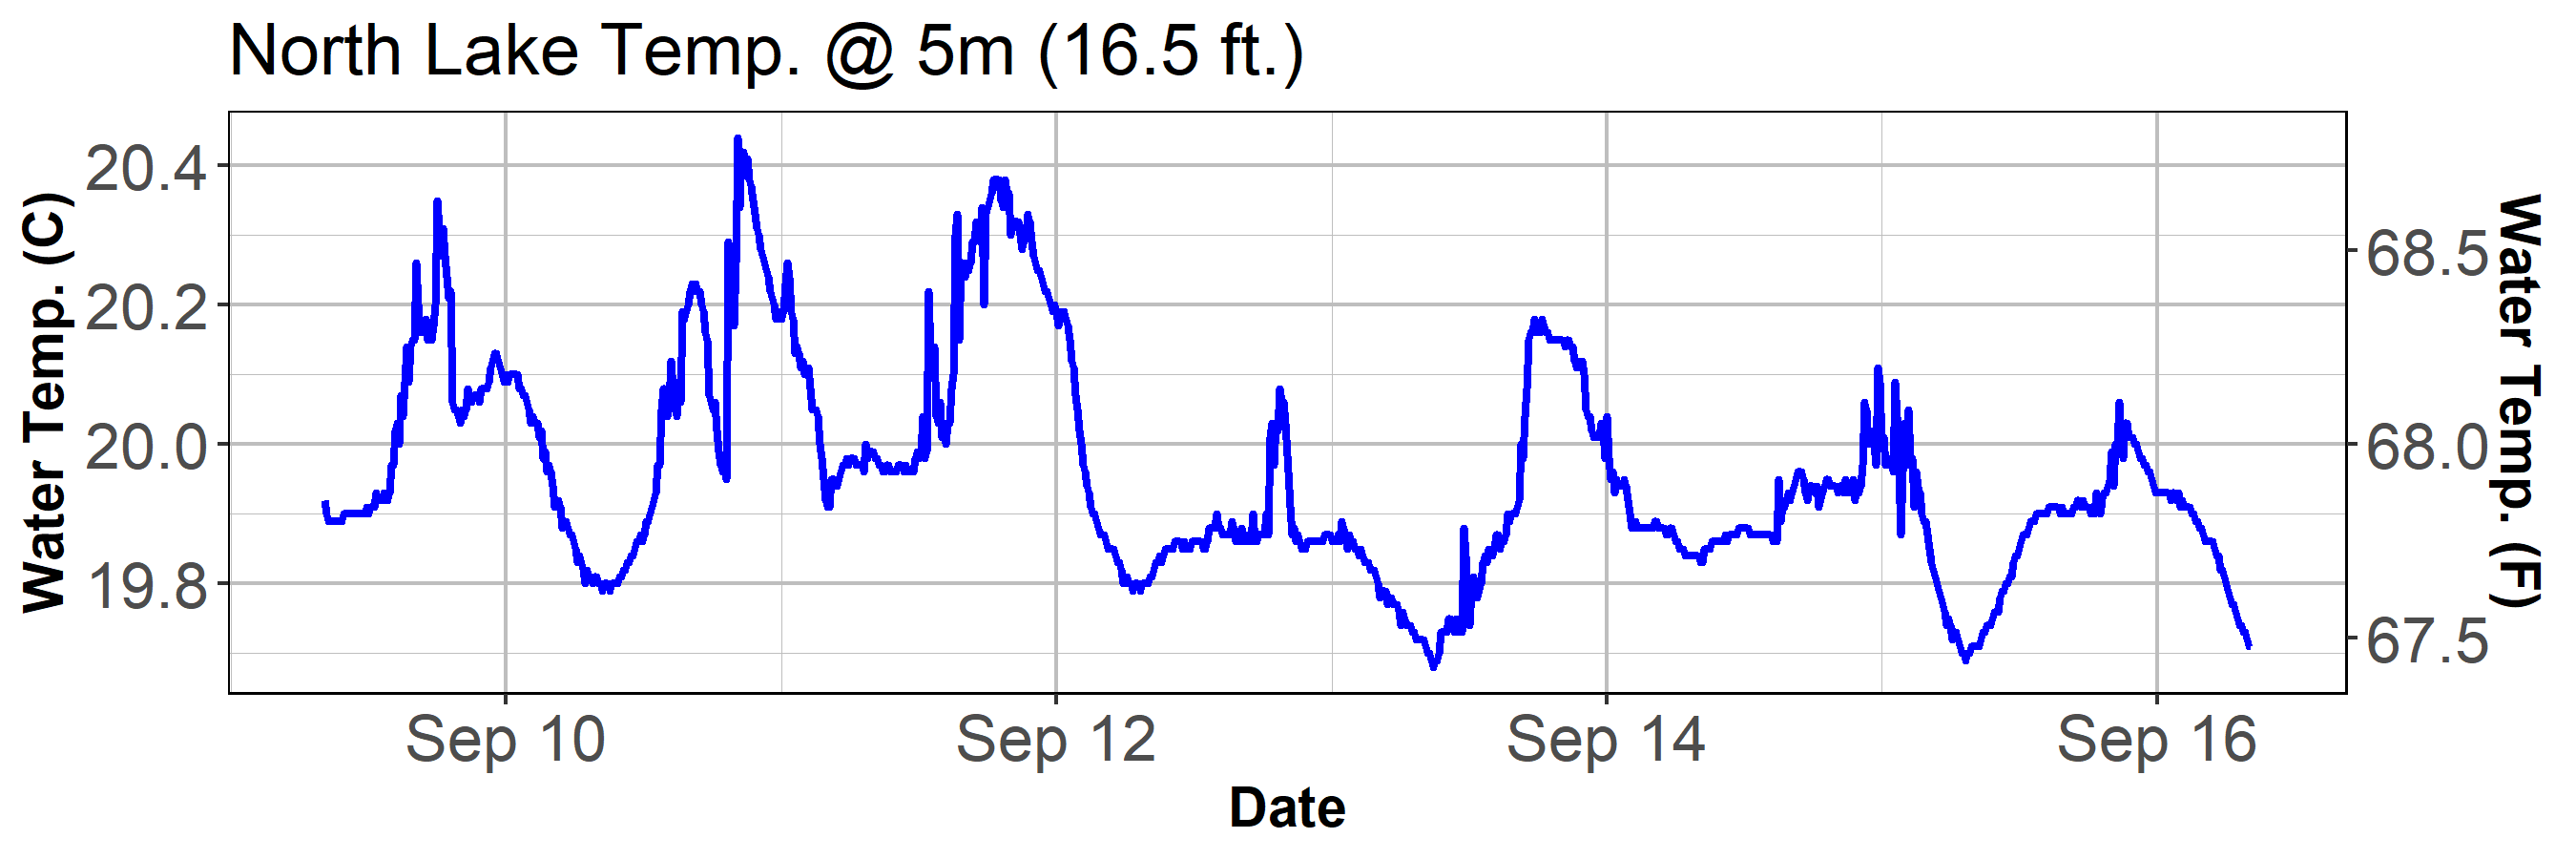 North Lake Temp. @ 5m (16.5 ft.)
Water Temp. (C)
20.4
20.2
20.0
19.8
68.5
68.0
67.5
Water Temp. (F)
Sep 10 Sep 12 Sep 14 Sep 16
Date